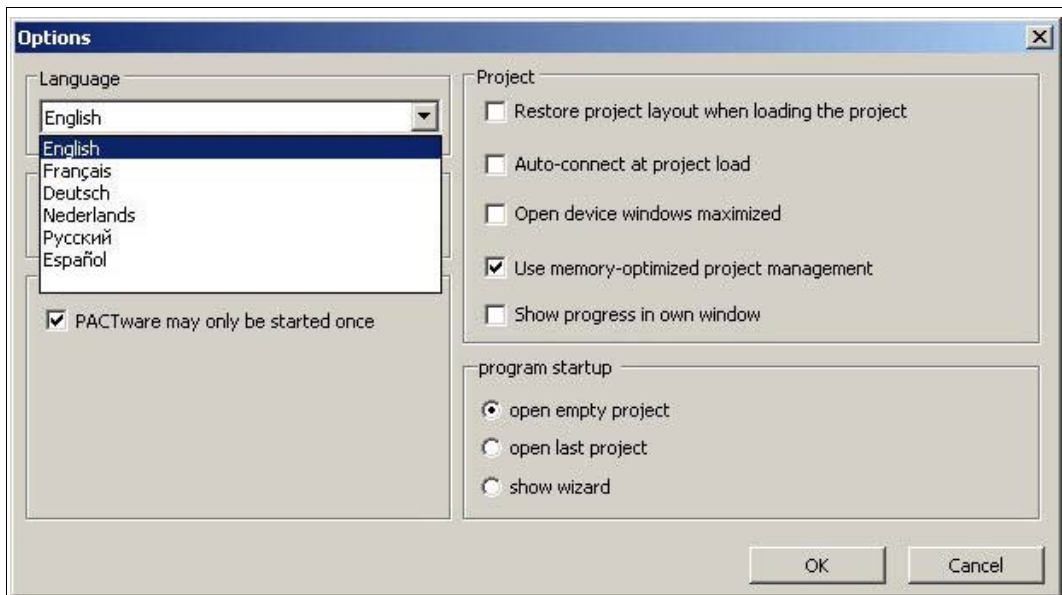 Options
Language
English
English
Français
Deutsch
Nederlands
Русский
Español
PACTware may only be started once
Project
Restore project layout when loading the project
Auto-connect at project load
Open device windows maximized
Use memory-optimized project management
Show progress in own window
program startup
open empty project
open last project
show wizard
OK
Cancel